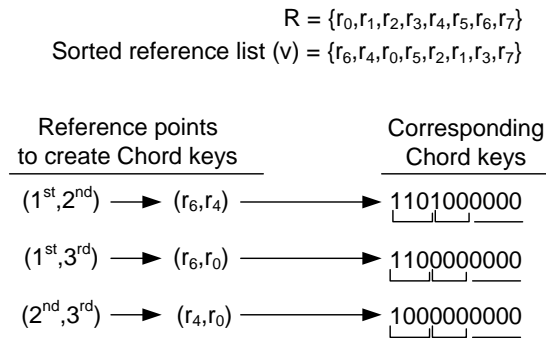 R = {r0,r1,r2,r3,r4,r5,r6,r7}
Sorted reference list (v) = {r6,r4,r0,r5,r2,r1,r3,r7}
Reference points to create Chord keys
Corresponding Chord keys
(1st,2nd) (r6,r4) 1101000000
(1st,3rd) (r6,r0) 1100000000
(2nd,3rd) (r4,r0) 1000000000